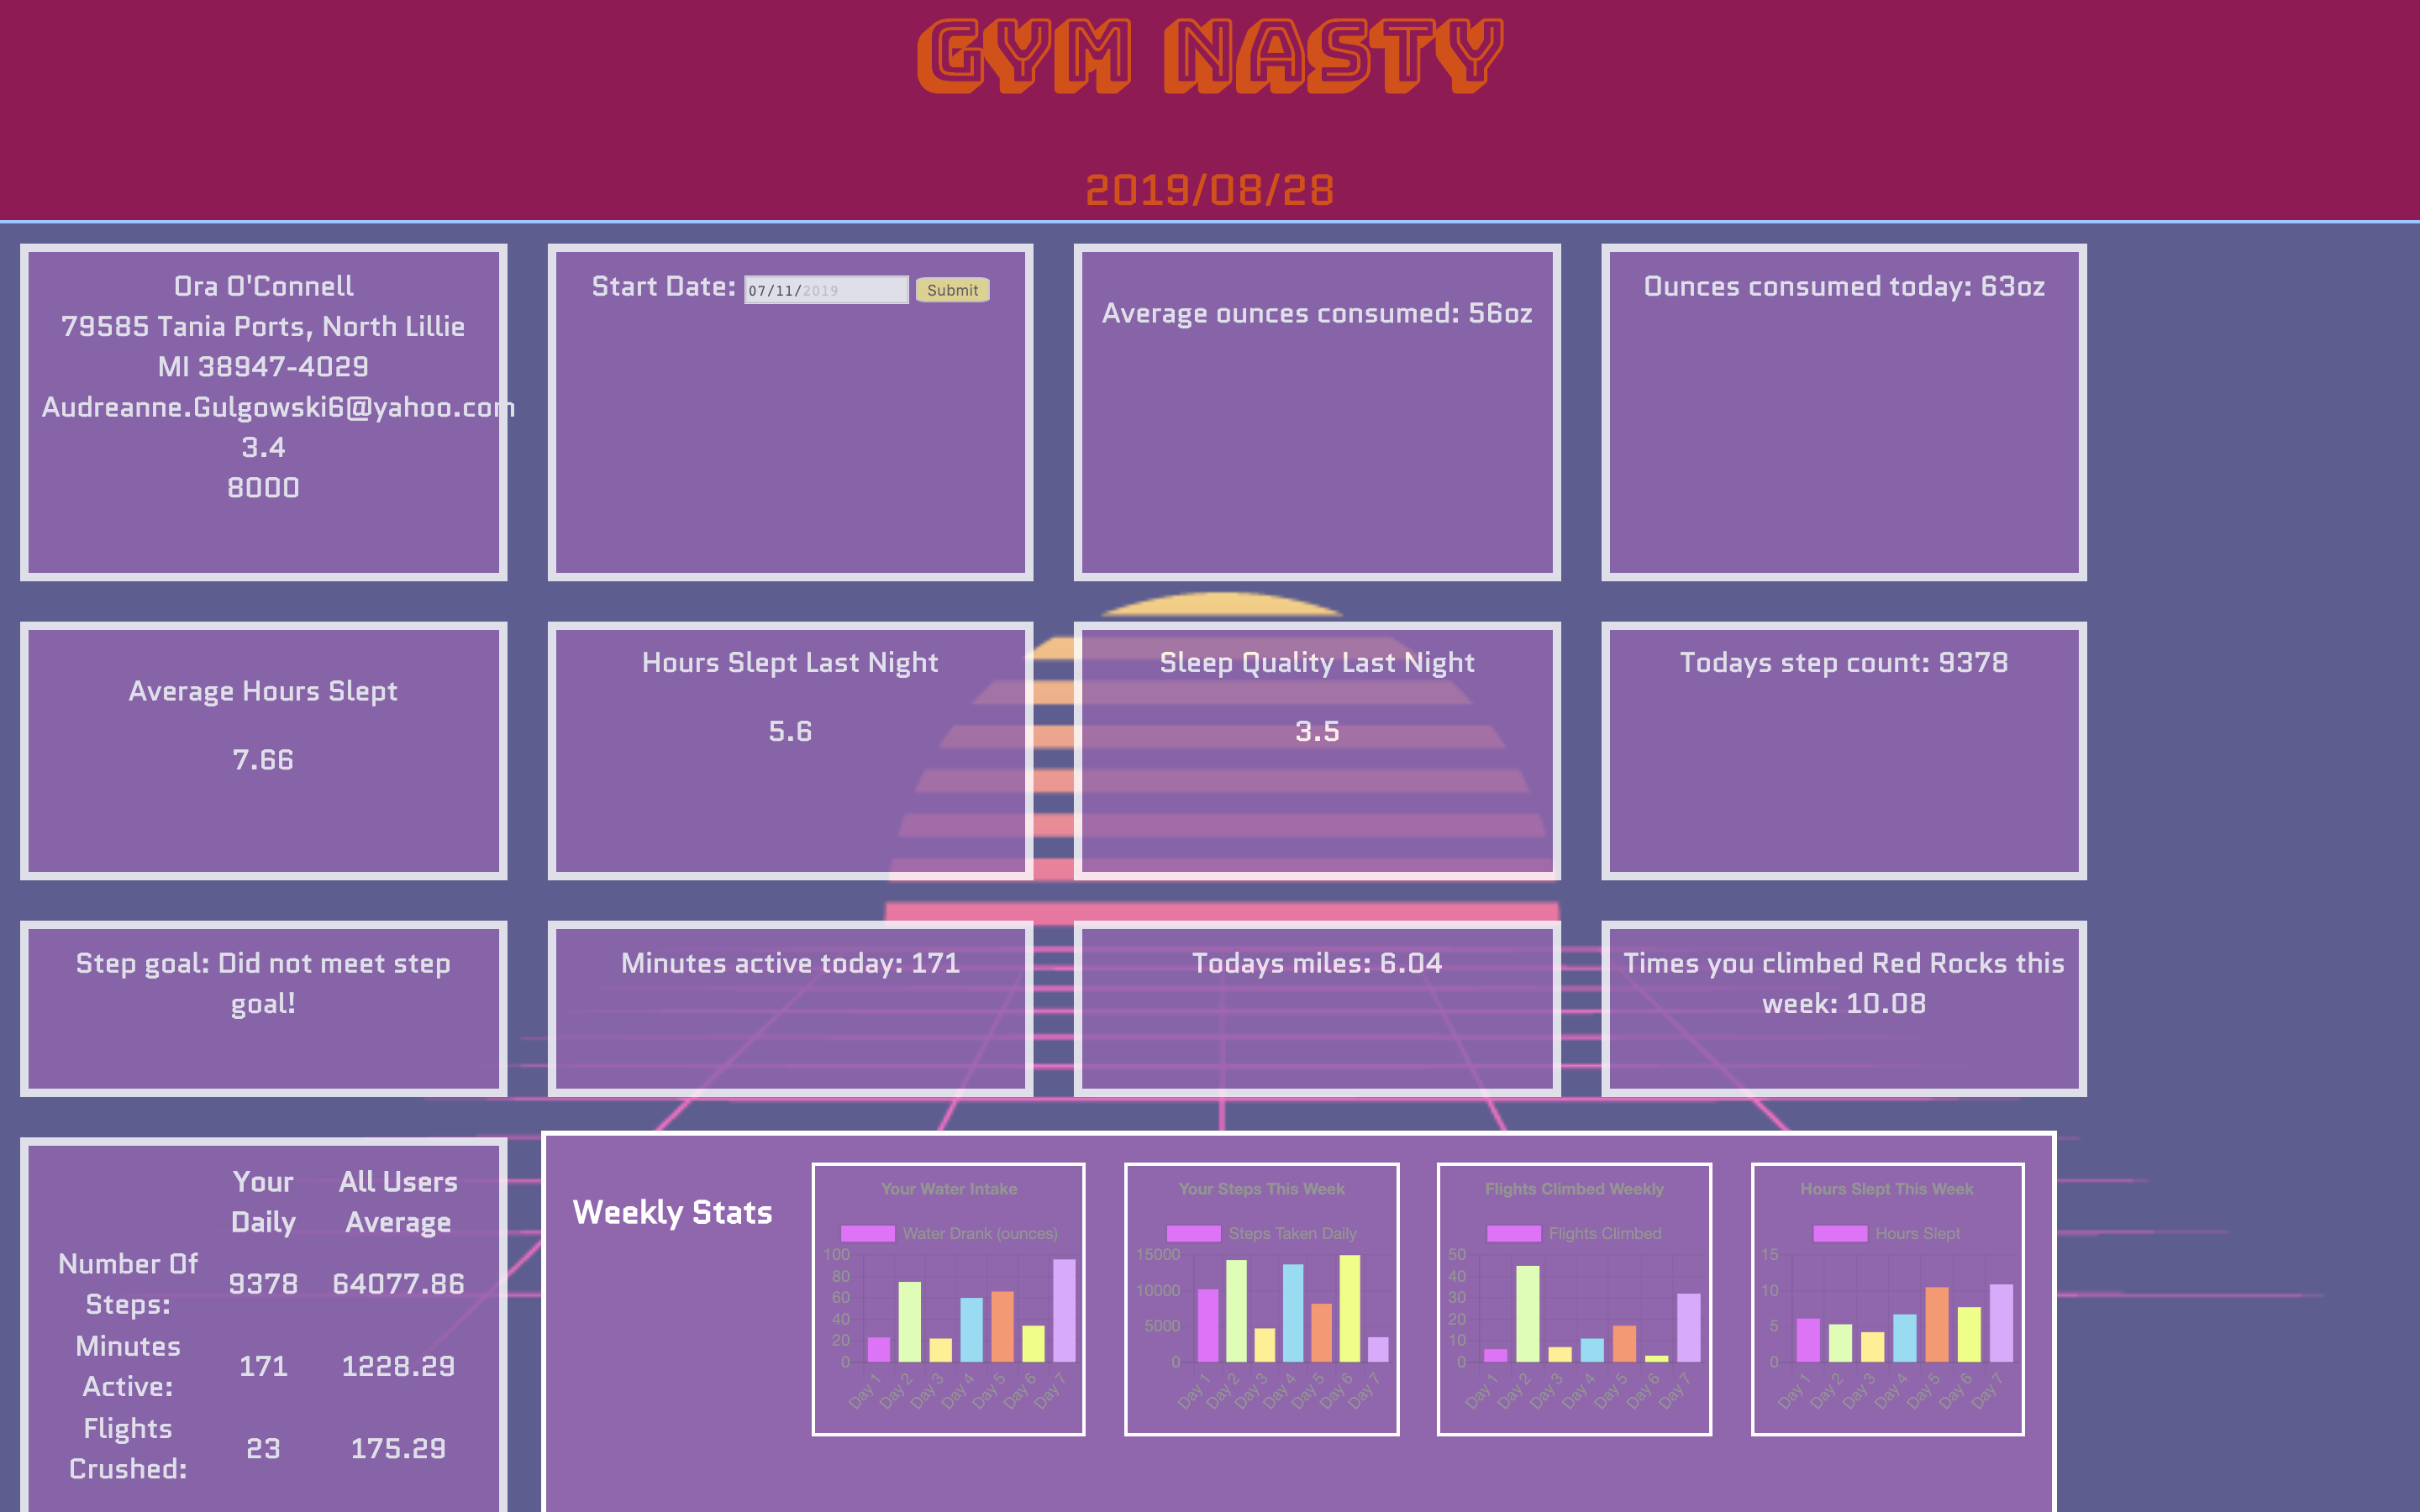 GYM NASTY
2019/08/28
Ora O'Connell
79585 Tania Ports, North Lillie
MI 38947-4029
Audreanne.Gulgowski6@yahoo.com
3.4
8000
Start Date: 07/11/2019 Submit
Average ounces consumed: 56oz
Ounces consumed today: 63oz
Average Hours Slept
7.66
Hours Slept Last Night
5.6
Sleep Quality Last Night
3.5
Todays step count: 9378
Step goal: Did not meet step
goal!
Minutes active today: 171
Todays miles: 6.04
Times you climbed Red Rocks this
week: 10.08
Your Daily All Users Average
Number Of Steps: 9378 64077.86
Minutes Active: 171 1228.29
Flights Crushed: 23 175.29
Weekly Stats
Your Water Intake
Water Drank (ounces)
100
80
60
40
20
0
Day 1 Day 2 Day 3 Day 4 Day 5 Day 6 Day 7
Your Steps This Week
Steps Taken Daily
15000
10000
5000
0
Day 1 Day 2 Day 3 Day 4 Day 5 Day 6 Day 7
Flights Climbed Weekly
Flights Climbed
50
40
30
20
10
0
Day 1 Day 2 Day 3 Day 4 Day 5 Day 6 Day 7
Hours Slept This Week
Hours Slept
15
10
5
0
Day 1 Day 2 Day 3 Day 4 Day 5 Day 6 Day 7